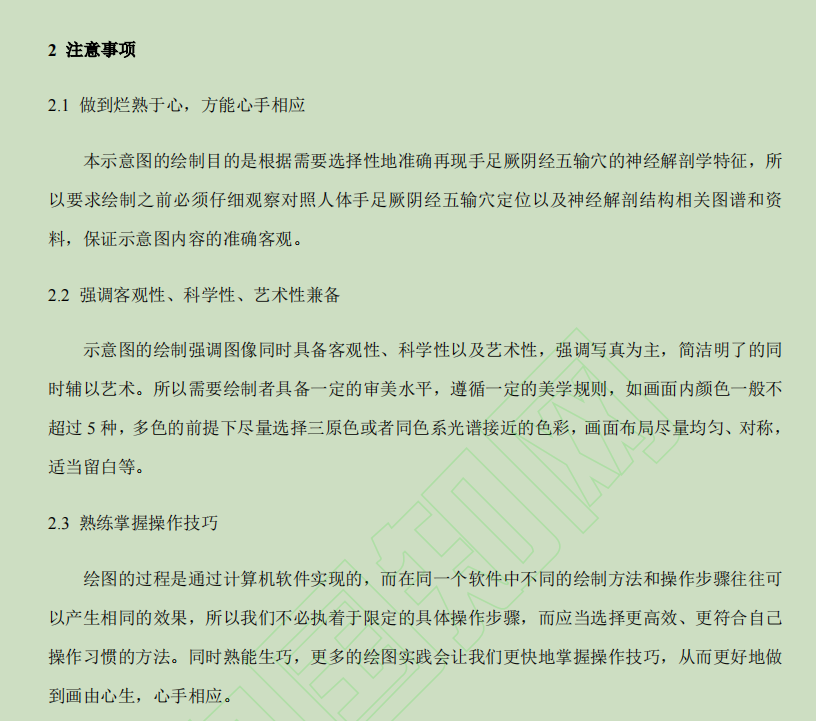 2 注意事项
2.1 做到烂熟于心，方能心手相应
本示意图的绘制目的是根据需要选择性地准确再现手足厥阴经五输穴的神经解剖学特征，所
以要求绘制之前必须仔细观察对照人体手足厥阴经五输穴定位以及神经解剖结构相关图谱和资
料，保证示意图内容的准确客观。
2.2 强调客观性、科学性、艺术性兼备
示意图的绘制强调图像同时具备客观性、科学性以及艺术性，强调写真为主，简洁明了的同
时辅以艺术。所以需要绘制者具备一定的审美水平，遵循一定的美学规则，如画面内颜色一般不
超过 5 种，多色的前提下尽量选择三原色或者同色系光谱接近的色彩，画面布局尽量均匀、对称，
适当留白等。
2.3 熟练掌握操作技巧
绘图的过程是通过计算机软件实现的，而在同一个软件中不同的绘制方法和操作步骤往往可
以产生相同的效果，所以我们不必执着于限定的具体操作步骤，而应当选择更高效、更符合自己
操作习惯的方法。同时熟能生巧，更多的绘图实践会让我们更快地掌握操作技巧，从而更好地做
到画由心生，心手相应。
国知网